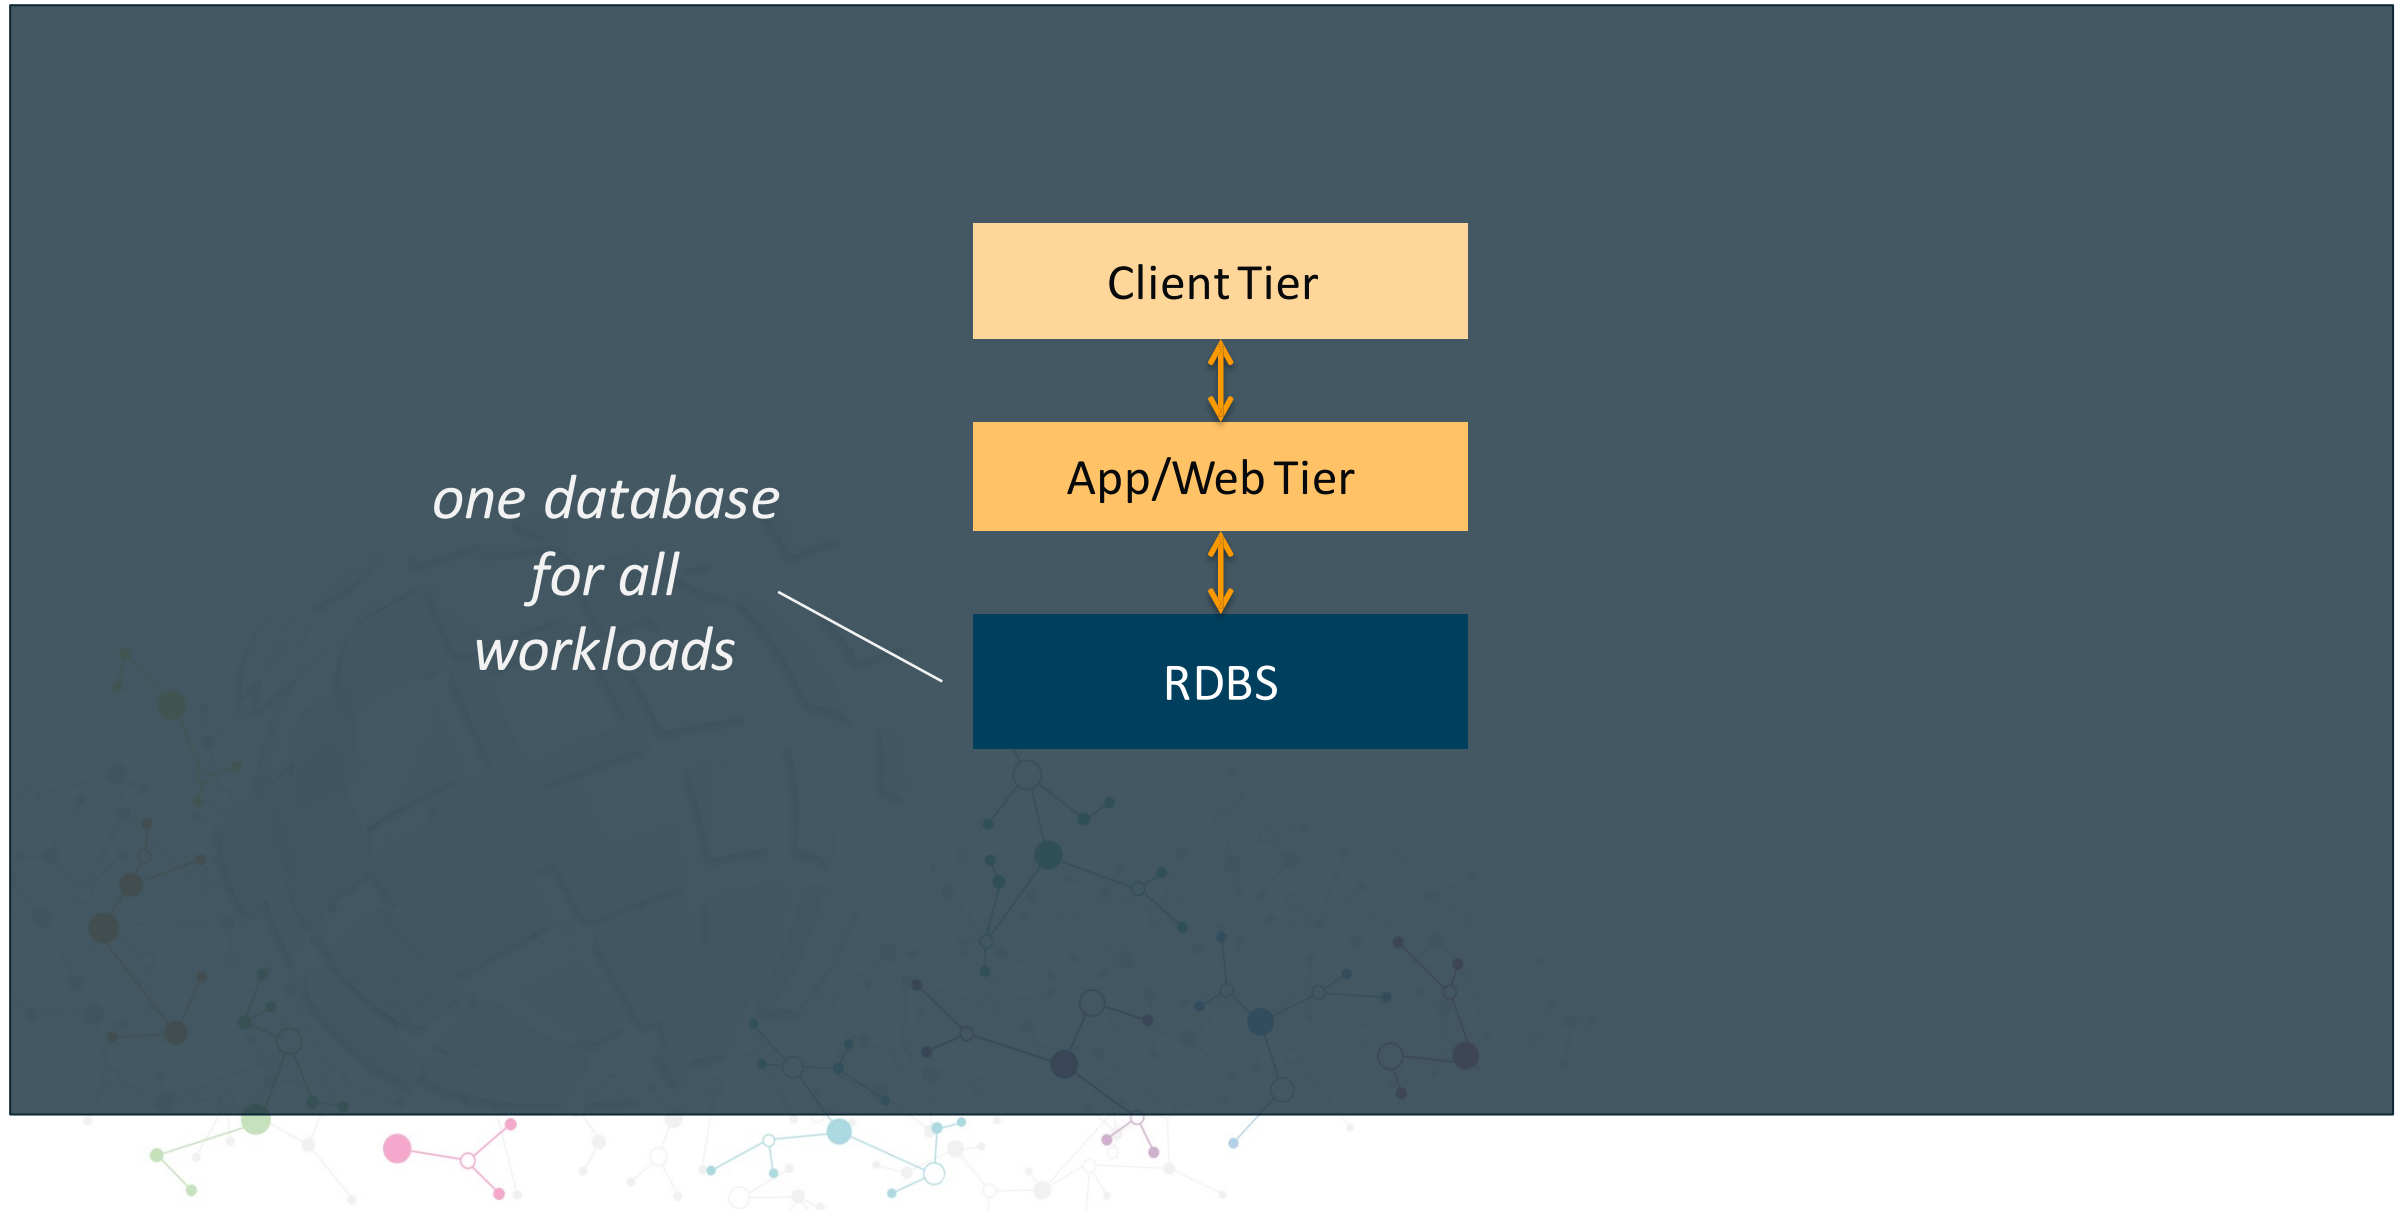 Client Tier
App/Web Tier
one database
for all
workloads
RDBS